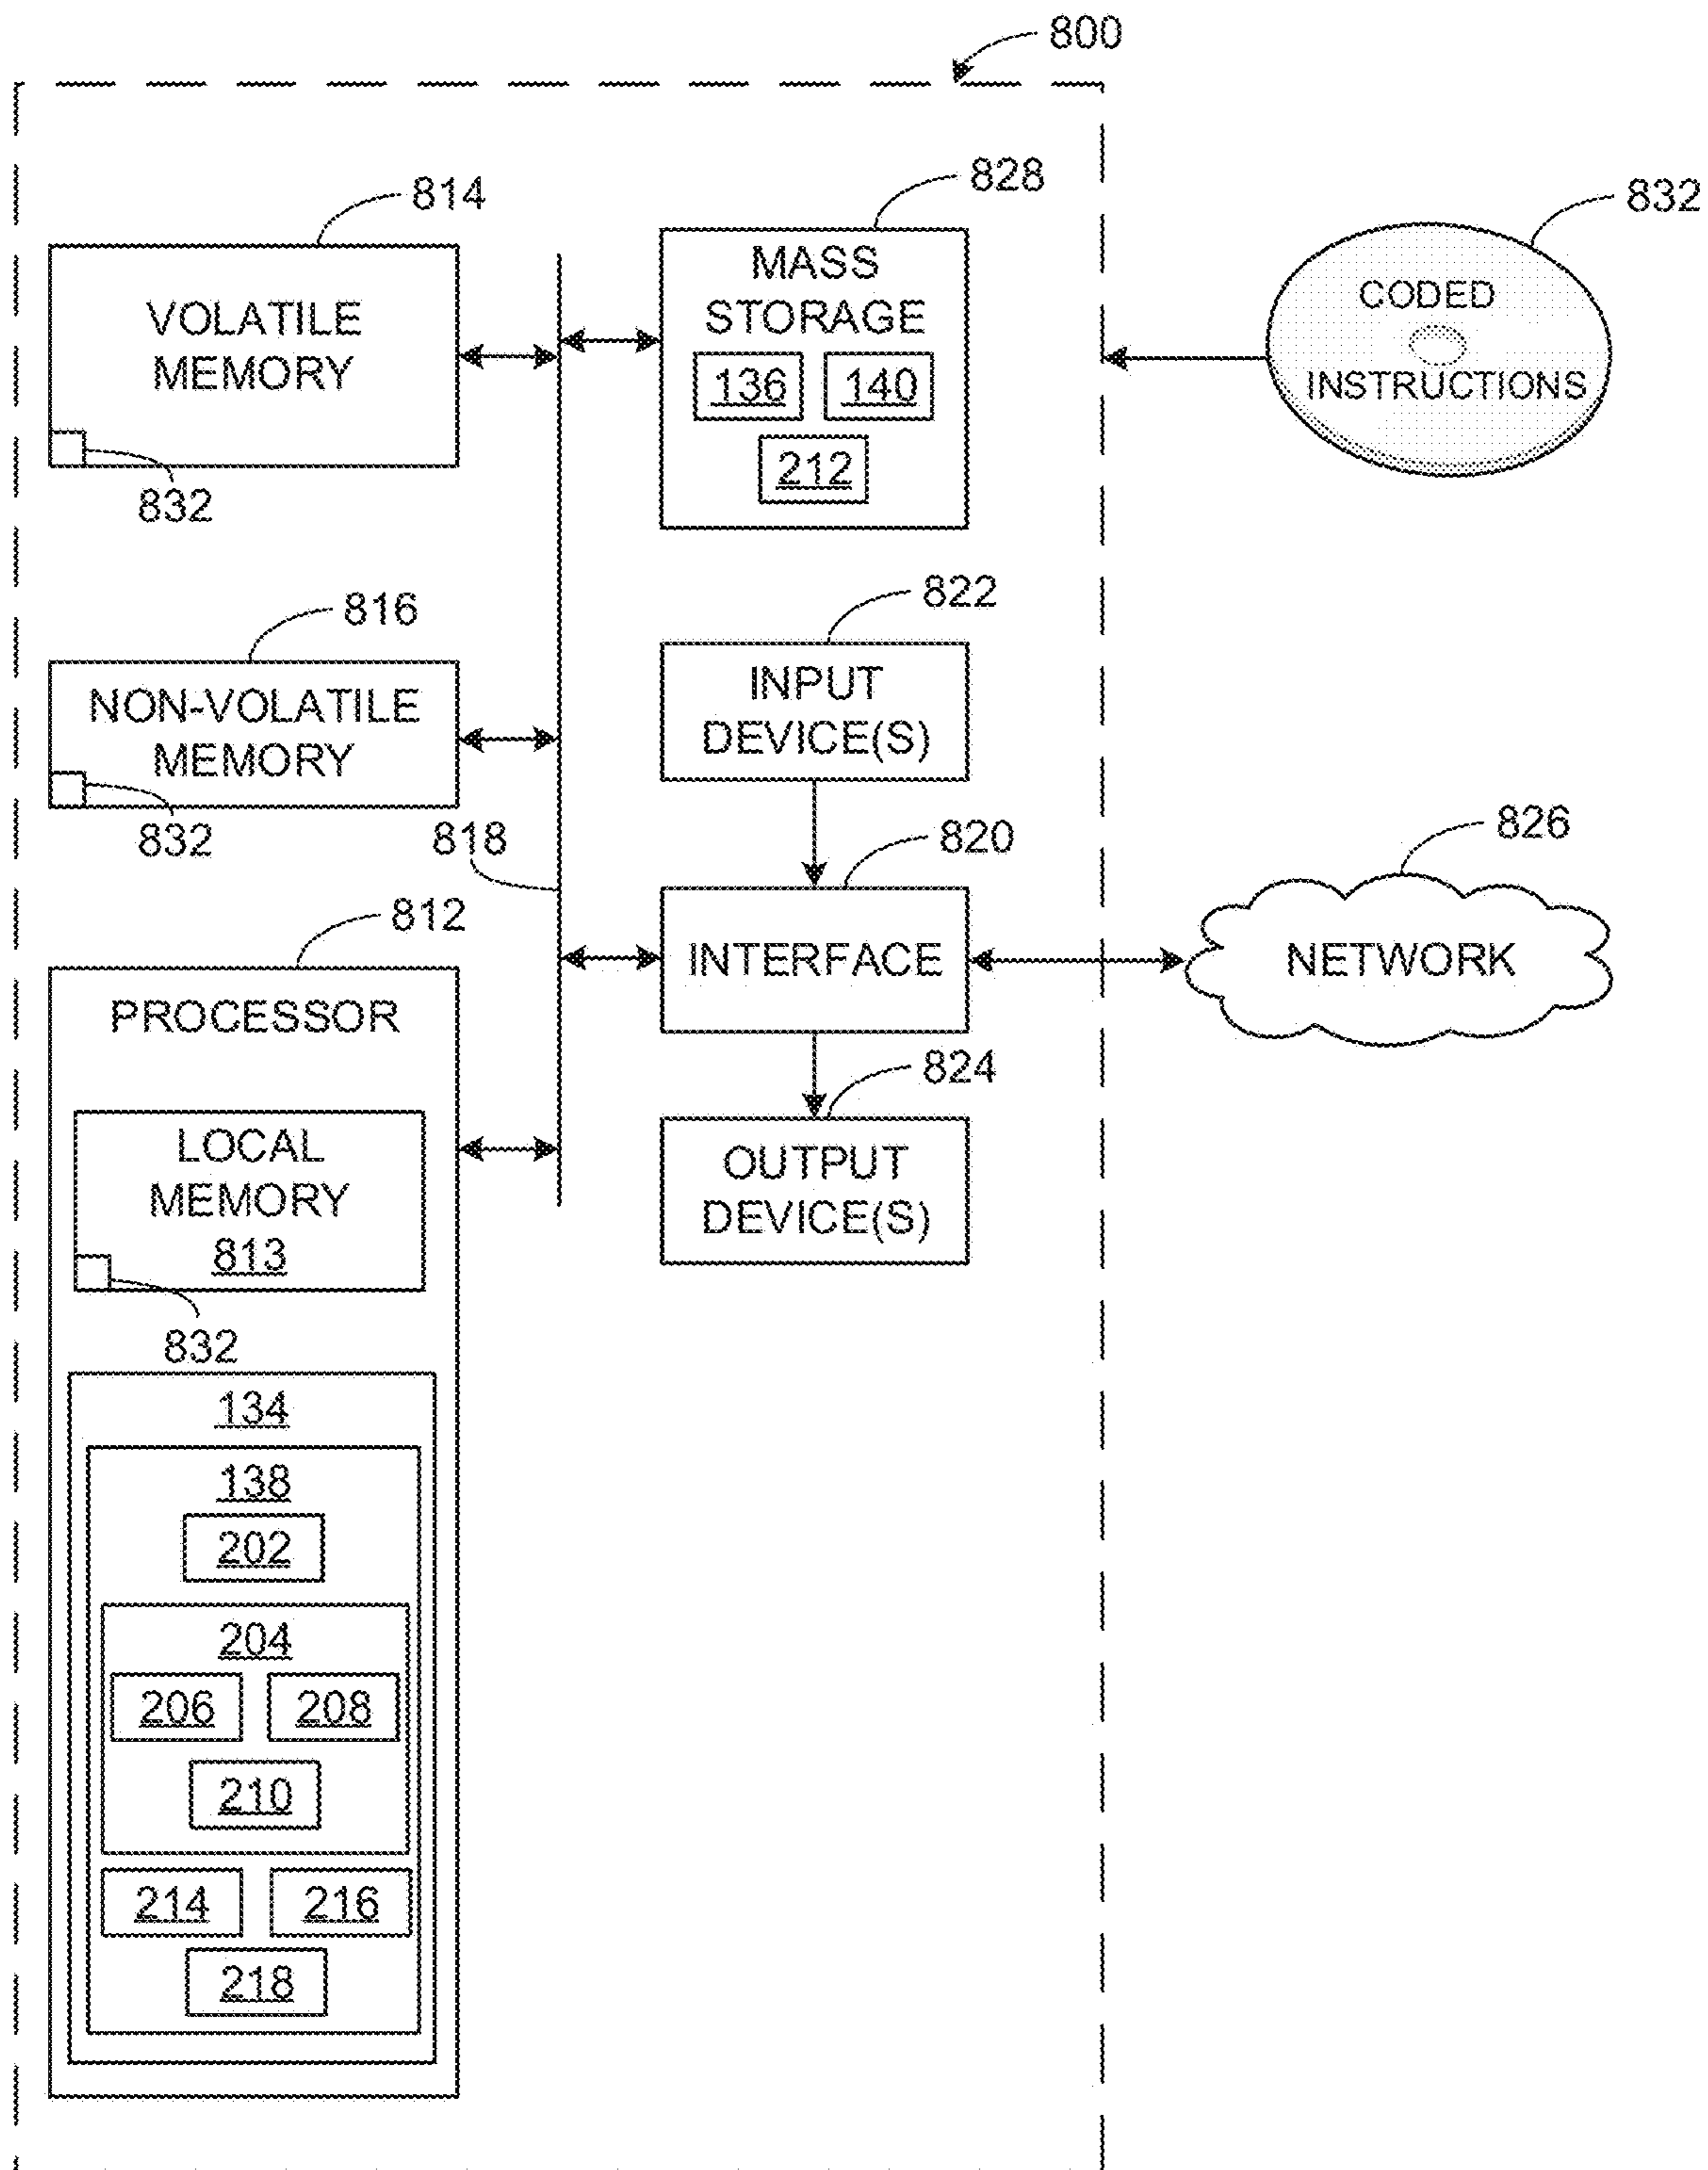 800
814
828
832
VOLATILE
MEMORY
832
MASS
STORAGE
136
140
212
CODED
INSTRUCTIONS
816
NON-VOLATILE
MEMORY
832
822
INPUT
DEVICE(S)
818
820
INTERFACE
826
NETWORK
812
PROCESSOR
824
OUTPUT
DEVICE(S)
LOCAL
MEMORY
813
832
134
138
202
204
206
208
210
214
216
218